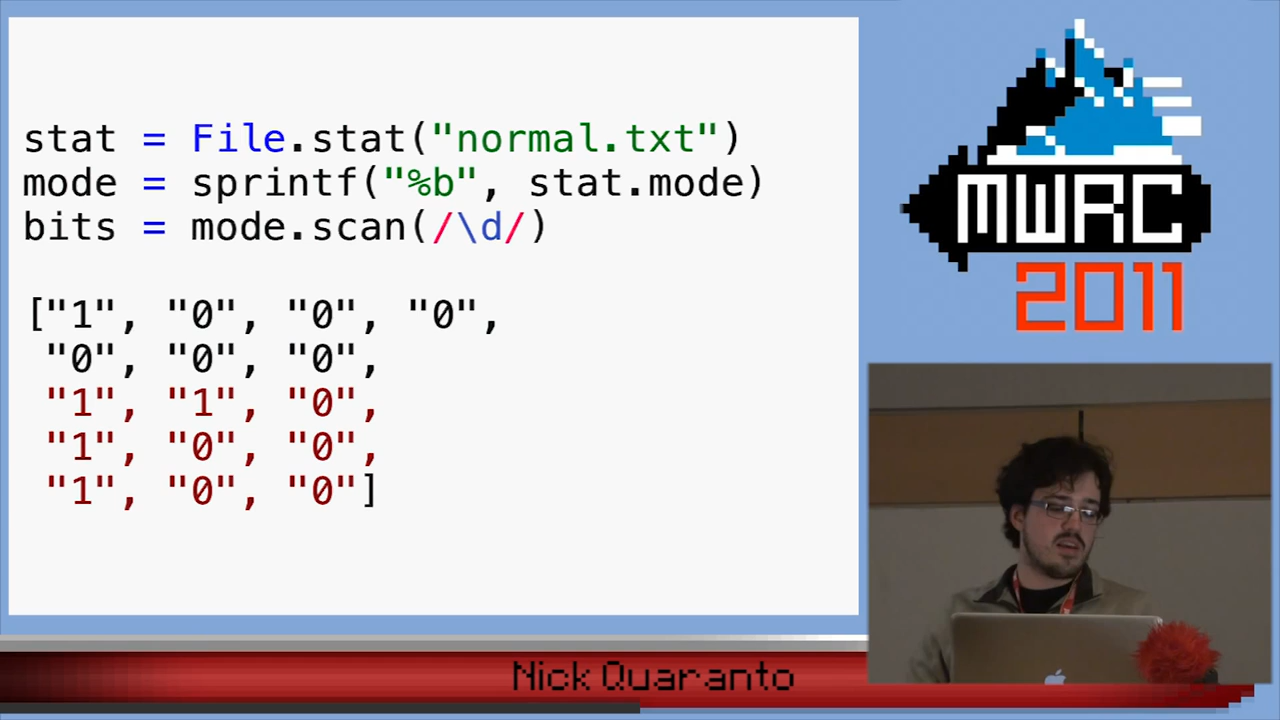 stat = File.stat("normal.txt")
mode = sprintf("%b", stat.mode)
bits = mode.scan(/\d/)
["1", "0", "0", "0",
"0", "0", "0",
"1", "1", "0",
"1", "0", "0",
"1", "0", "0"]
MWRC
2011
Nick Quaranto